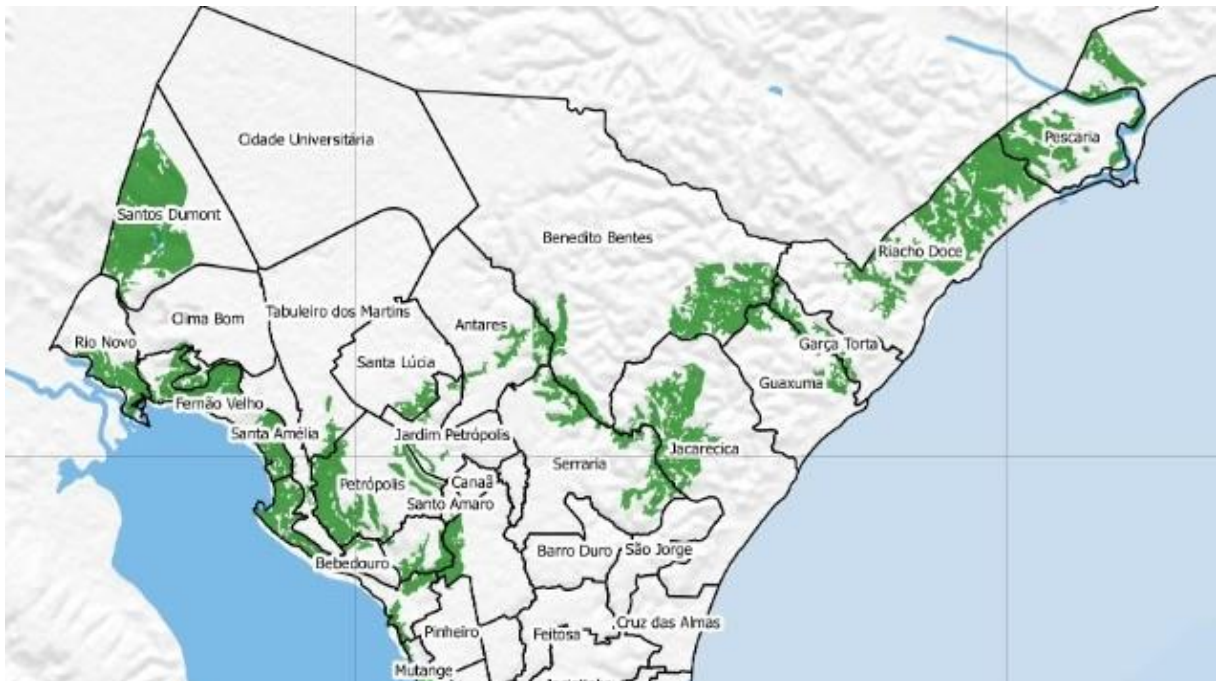 Cidade Universitária
Pescaria
Santos Dumont
Benedito Bentes
Riacho Doce
Clima Bom
Tabuleiro dos Martins
Antares
Rio Novo
Santa Lúcia
Garça Torta
Guaxuma
Fernão Velho
Santa Amélia
Jardim Petrópolis
Jacarecica
Serraria
Petrópolis
Canaã
Santo Amaro
Barro Duro
São Jorge
Bebedouro
Cruz das Almas
Pinheiro
Feitosa
Mutange